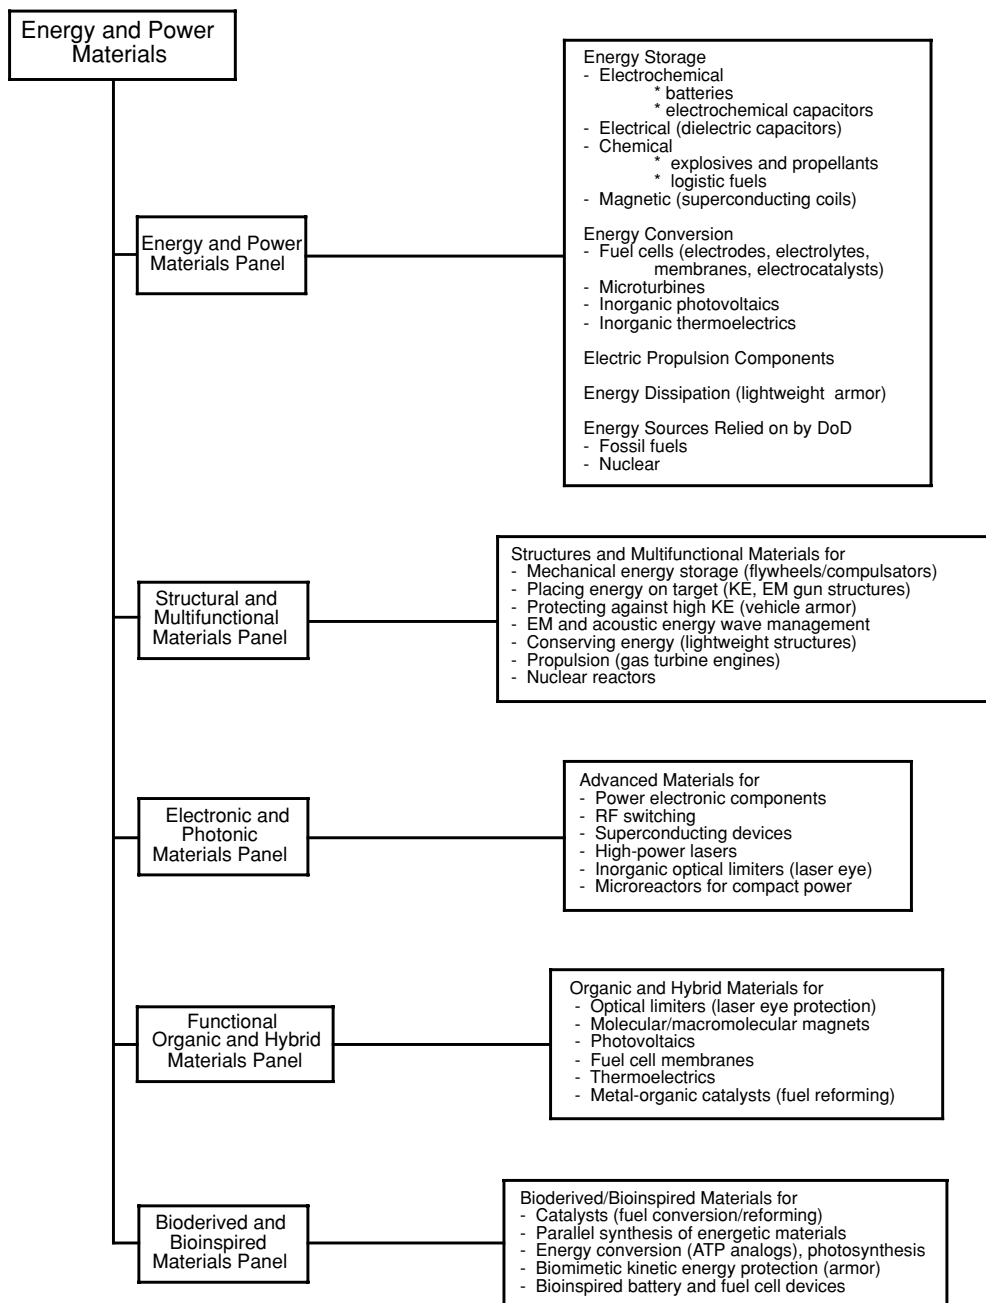 Energy and Power
Materials
Energy Storage
- Electrochemical
* batteries
* electrochemical capacitors
- Electrical (dielectric capacitors)
- Chemical
* explosives and propellants
* logistic fuels
- Magnetic (superconducting coils)
Energy Conversion
- Fuel cells (electrodes, electrolytes,
membranes, electrocatalysts)
- Microturbines
- Inorganic photovoltaics
- Inorganic thermoelectrics
Electric Propulsion Components
Energy Dissipation (lightweight armor)
Energy Sources Relied on by DoD
- Fossil fuels
- Nuclear
Energy and Power
Materials Panel
Structures and Multifunctional Materials for
- Mechanical energy storage (flywheels/compulsators)
- Placing energy on target (KE, EM gun structures)
- Protecting against high KE (vehicle armor)
- EM and acoustic energy wave management
- Conserving energy (lightweight structures)
- Propulsion (gas turbine engines)
- Nuclear reactors
Structural and
Multifunctional
Materials Panel
Advanced Materials for
- Power electronic components
- RF switching
- Superconducting devices
- High-power lasers
- Inorganic optical limiters (laser eye)
- Microreactors for compact power
Electronic and
Photonic
Materials Panel
Organic and Hybrid Materials for
- Optical limiters (laser eye protection)
- Molecular/macromolecular magnets
- Photovoltaics
- Fuel cell membranes
- Thermoelectrics
- Metal-organic catalysts (fuel reforming)
Functional
Organic and Hybrid
Materials Panel
Bioderived/Bioinspired Materials for
- Catalysts (fuel conversion/reforming)
- Parallel synthesis of energetic materials
- Energy conversion (ATP analogs), photosynthesis
- Biomimetic kinetic energy protection (armor)
- Bioinspired battery and fuel cell devices
Bioderived and
Bioinspired
Materials Panel